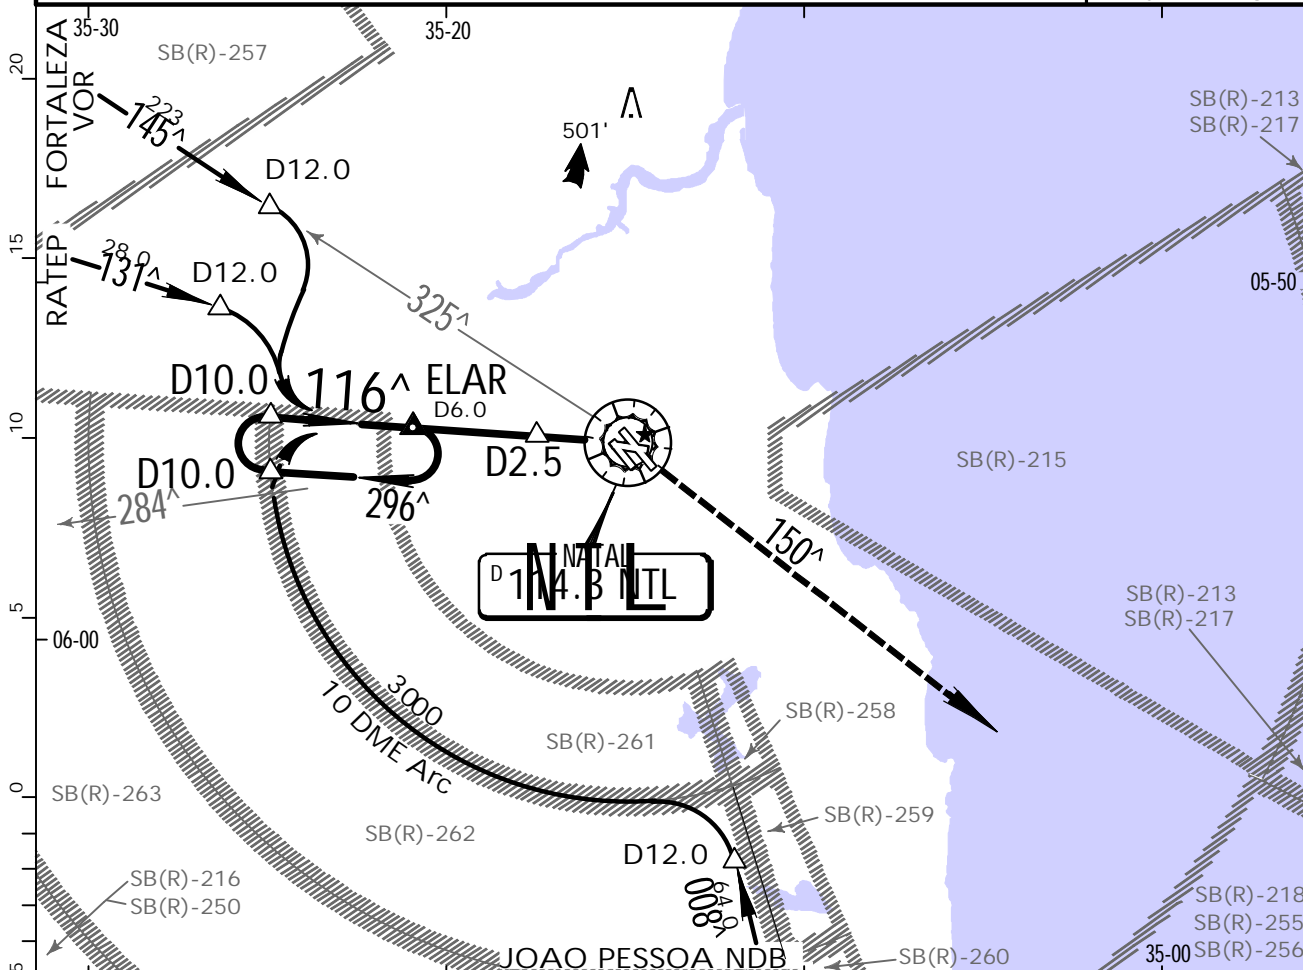 35-30
35-20
20
FORTALEZA
VOR
SB(R)-257
SB(R)-213
SB(R)-217
501'
223
145^
D12.0
15
RATEP
28.0
131^
D12.0
325^
05-50
D10.0
116^
ELAR
D6.0
10
D10.0
D2.5
SB(R)-215
284^
296^
150^
NATAL
D 114.3 NTL
NTL
5
06-00
SB(R)-213
SB(R)-217
3000
10 DME Arc
SB(R)-258
SB(R)-261
0
SB(R)-263
SB(R)-262
SB(R)-259
D12.0
SB(R)-216
SB(R)-250
64.0
008^
SB(R)-218
SB(R)-255
SB(R)-256
JOAO PESSOA NDB
SB(R)-260
35-00
5